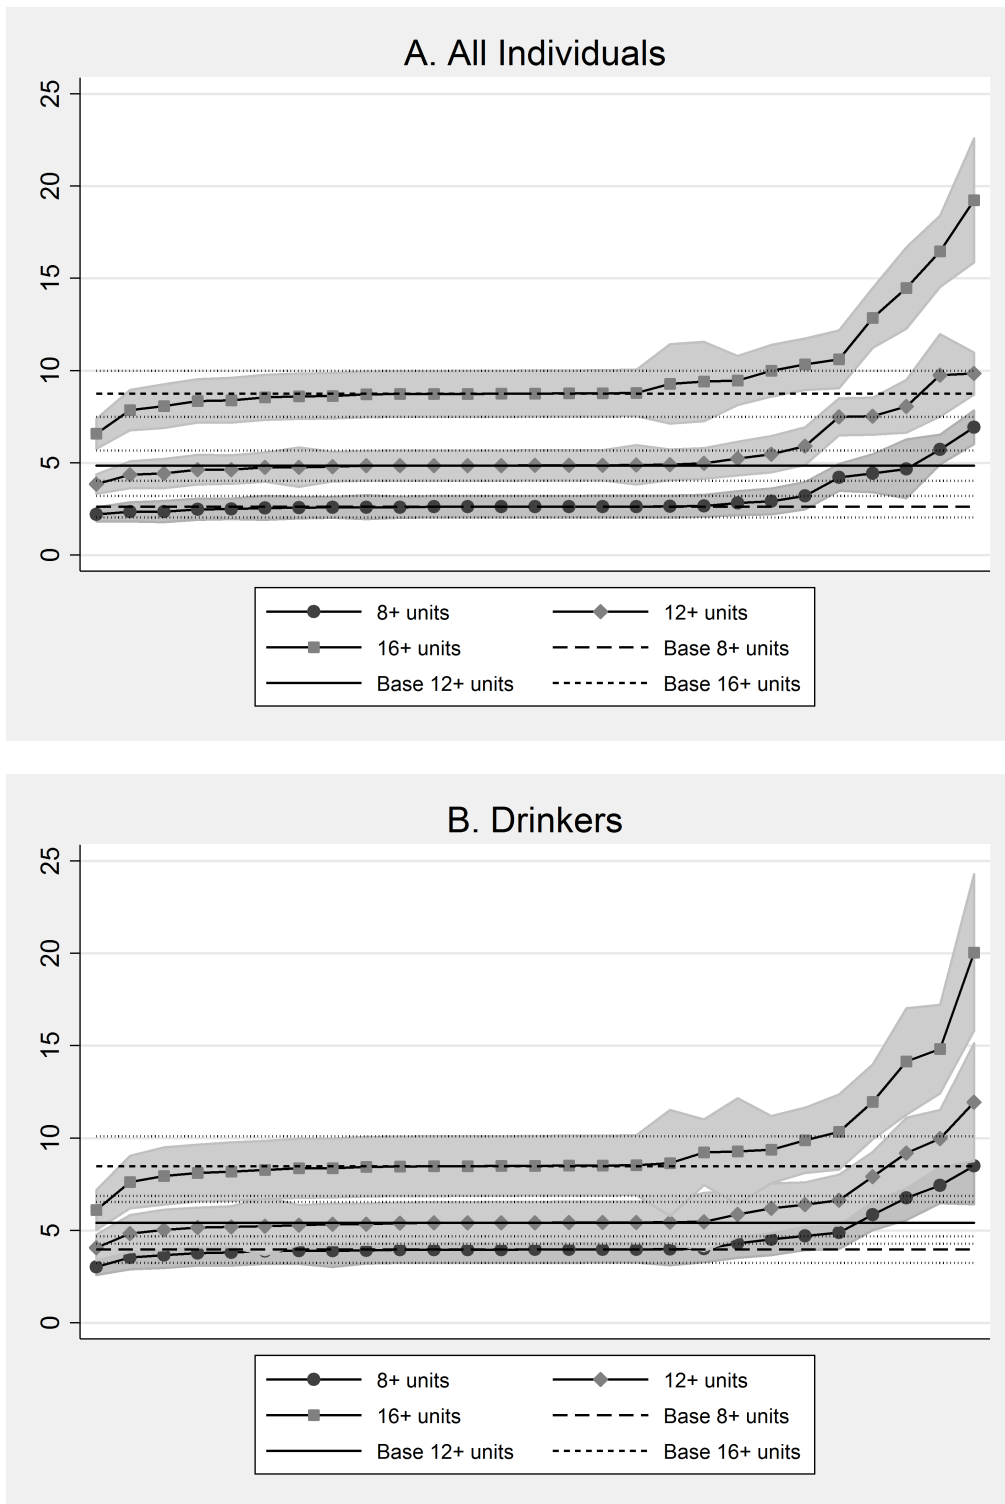 A. All Individuals
25
20
15
10
5
0
8+ units 12+ units
16+ units Base 8+ units
Base 12+ units Base 16+ units
B. Drinkers
25
20
15
10
5
0
8+ units 12+ units
16+ units Base 8+ units
Base 12+ units Base 16+ units